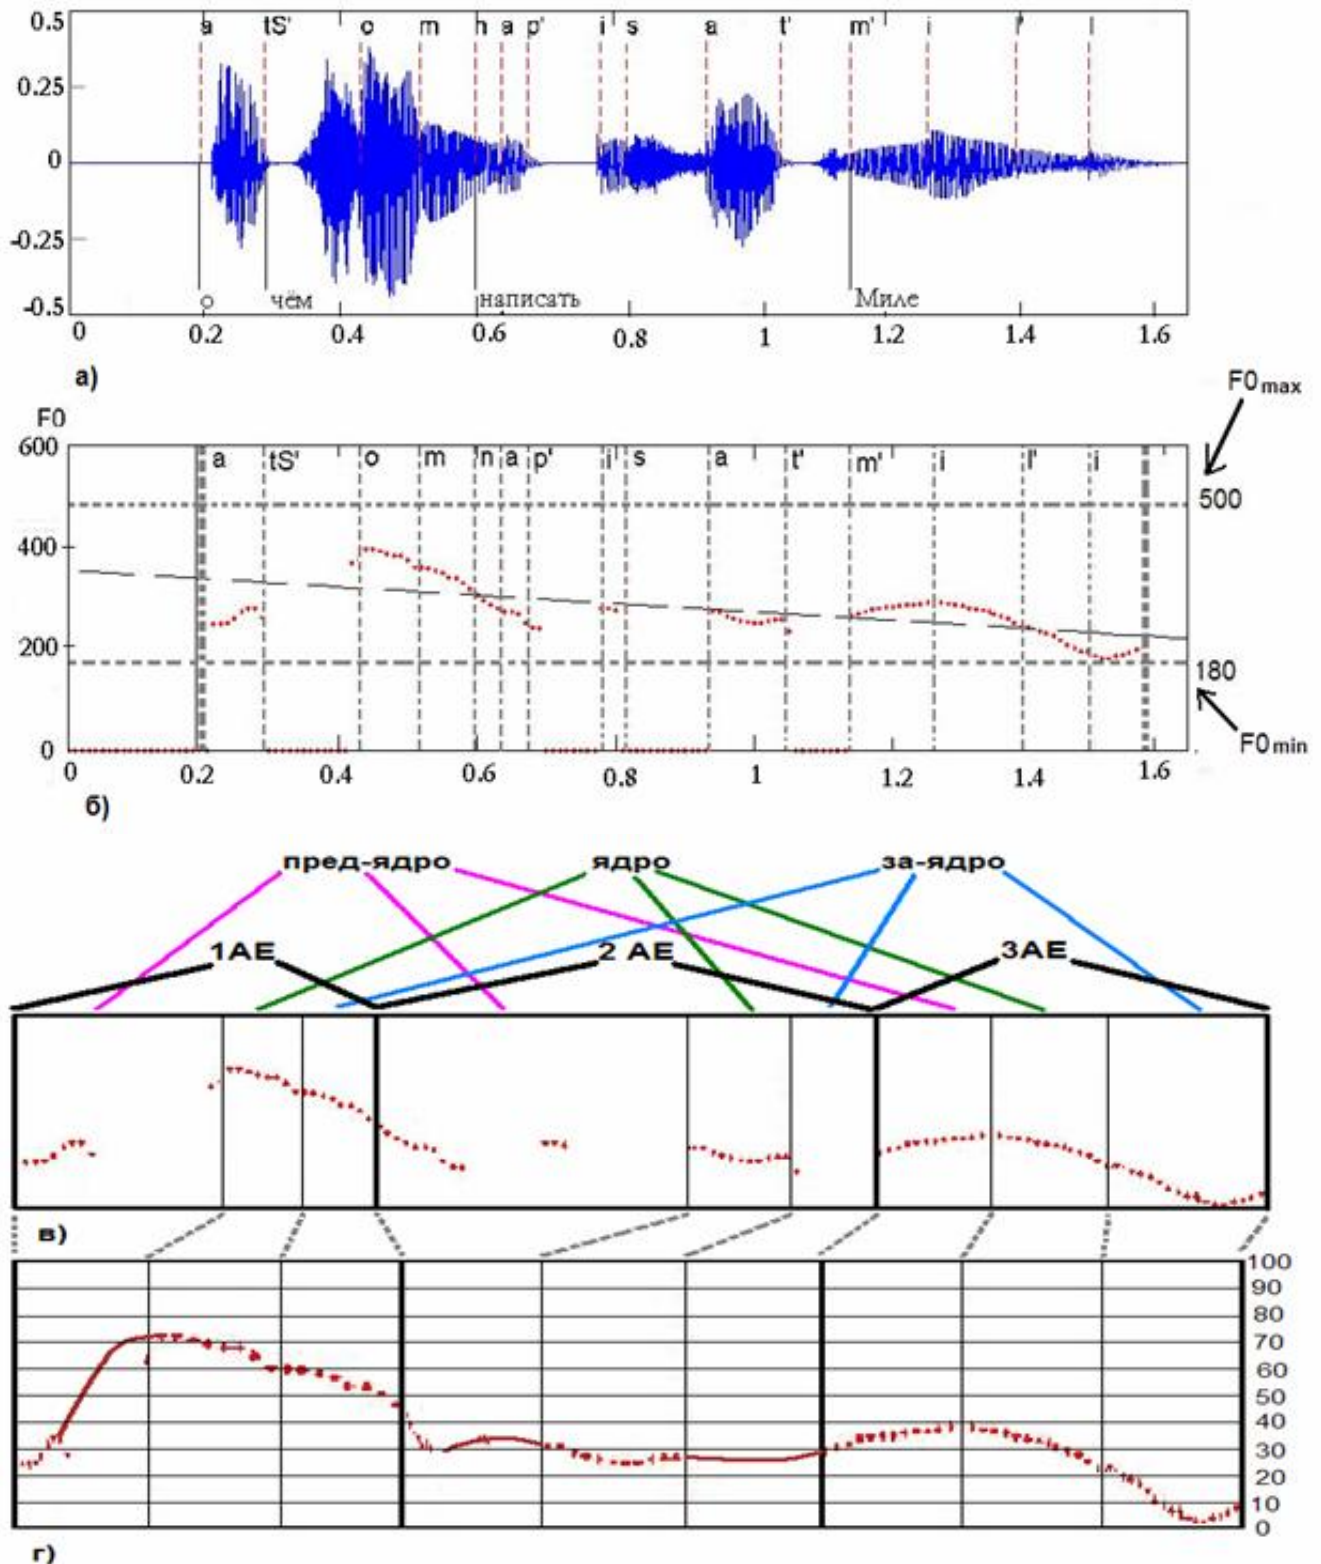 0.5
a tS' o m n a p' i s a t' m' i l' l
0.25
0
-0.25
-0.5
о чём написать Миле
0 0.2 0.4 0.6 0.8 1 1.2 1.4 1.6
а)
F0max
F0
600
a tS' o m n a p' i s a t' m' i l' i '
500
400
200
180
0
F0min
0 0.2 0.4 0.6 0.8 1 1.2 1.4 1.6
б)
пред-ядро ядро за-ядро
1АЕ 2 АЕ 3АЕ
в)
100
90
80
70
60
50
40
30
20
10
0
г)